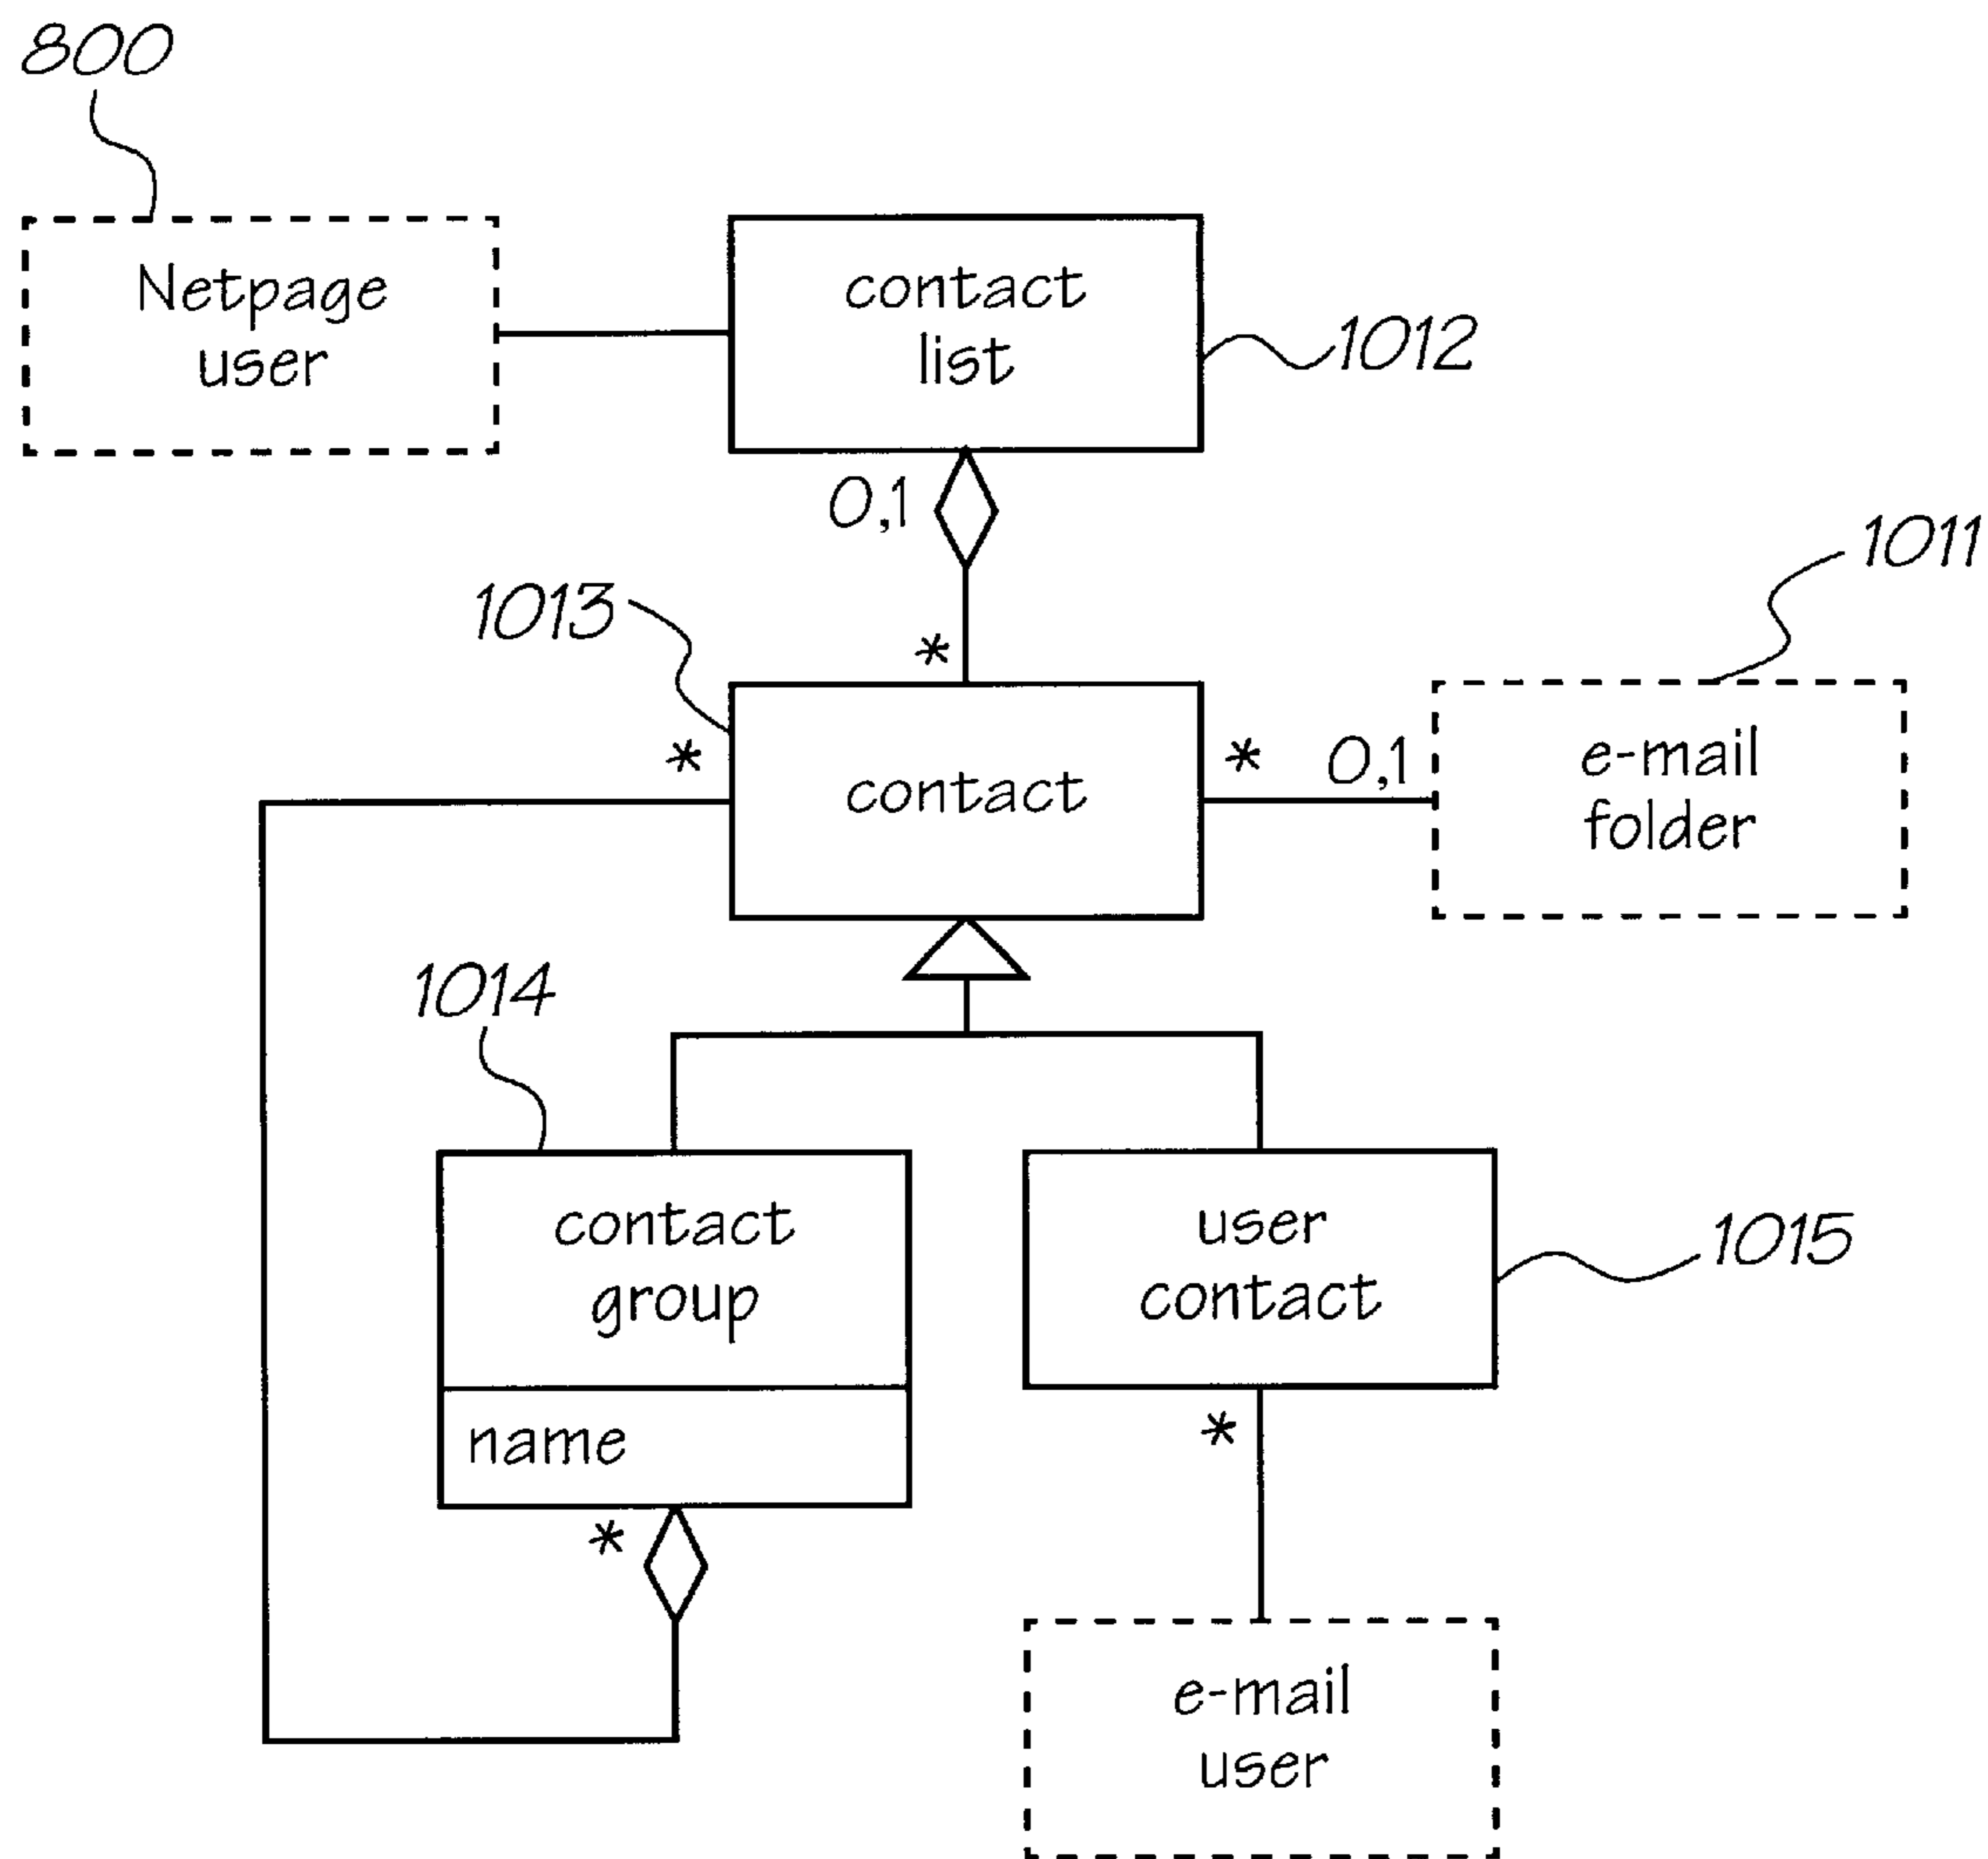 800
Netpage
user
contact
list
1012
0,1
1011
1013
*
*
contact
*
0,1
e-mail
folder
1014
contact
group
user
contact
1015
name
*
*
e-mail
user